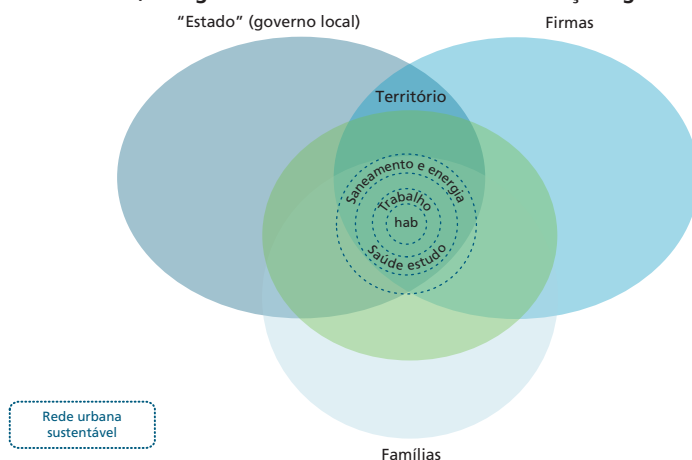 "Estado" (governo local)
Firmas
Território
Saneamento e energia
Trabalho
hab
Saúde estudo
Rede urbana
sustentável
Famílias